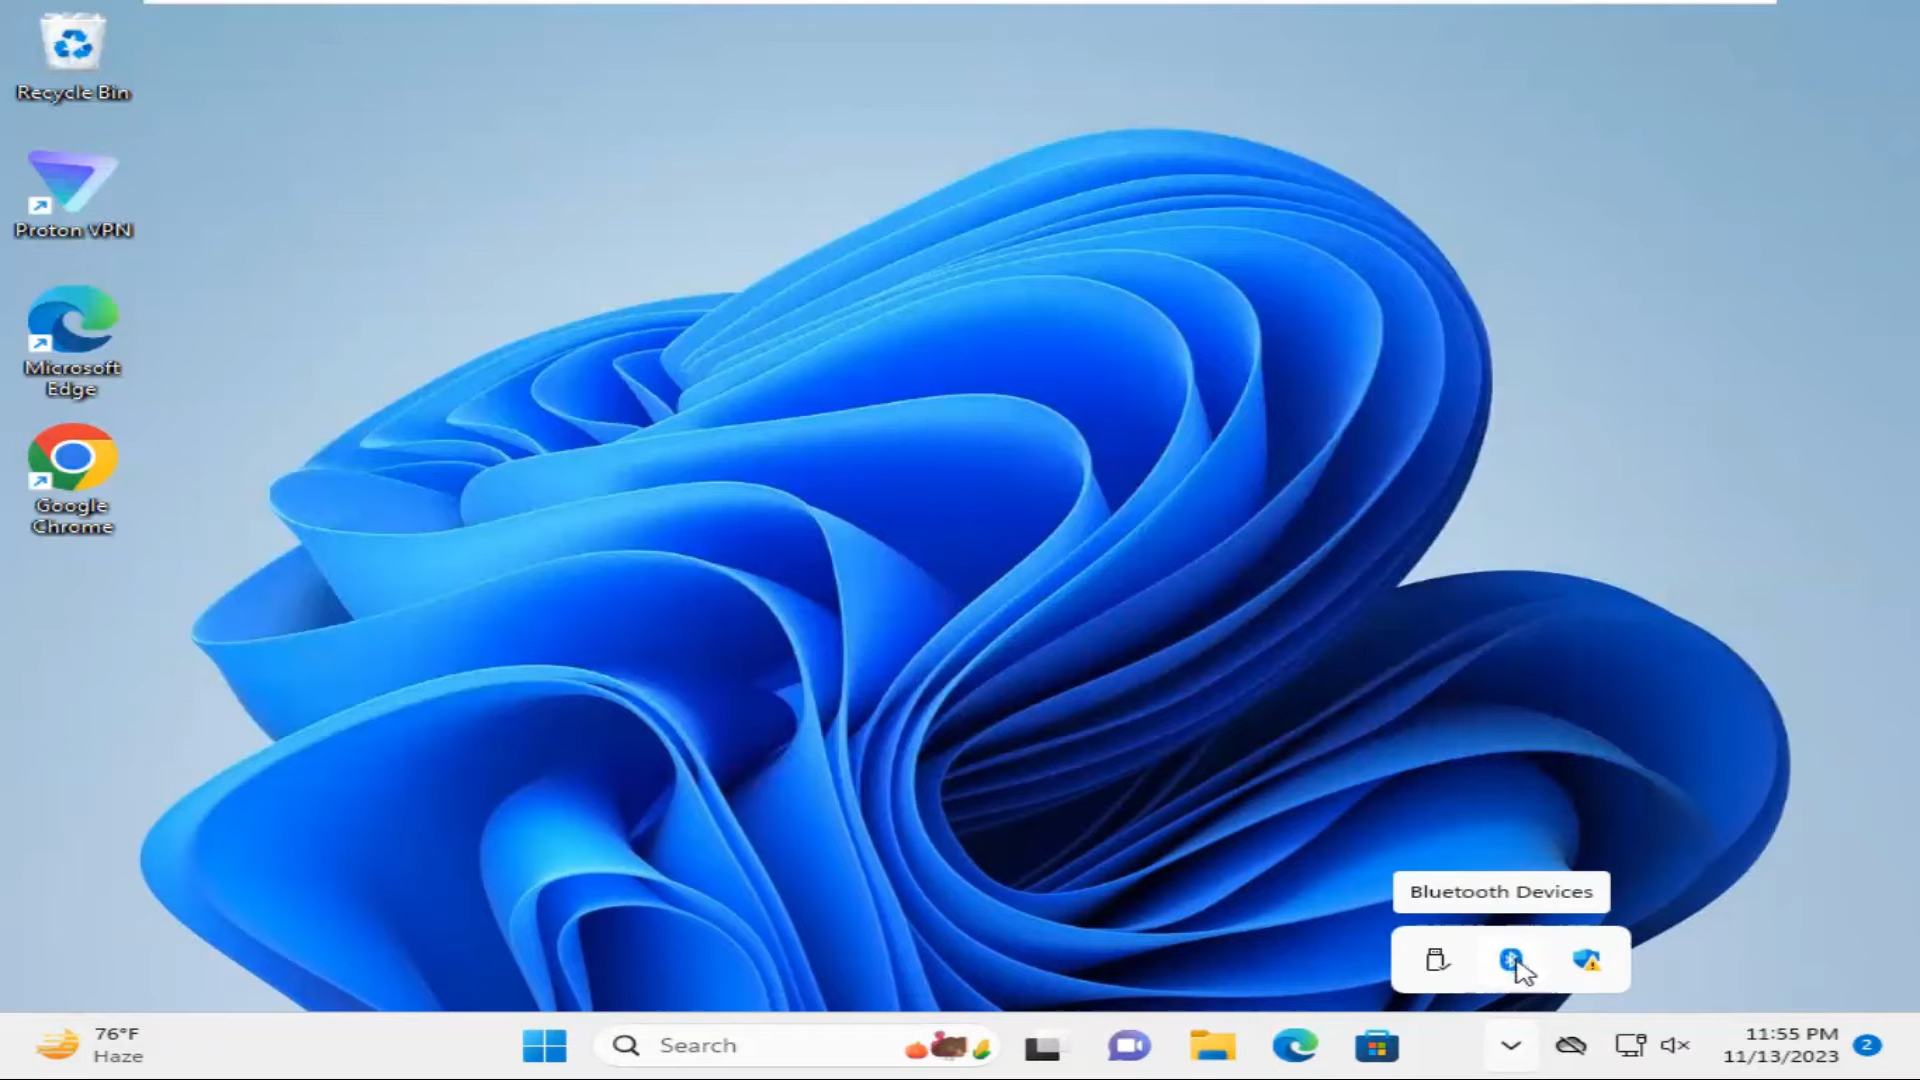 Recycle Bin
Proton VPN
Microsoft
Edge
Google
Chrome
Bluetooth Devices
76°F
Haze
Search
11:55 PM
11/13/2023
2